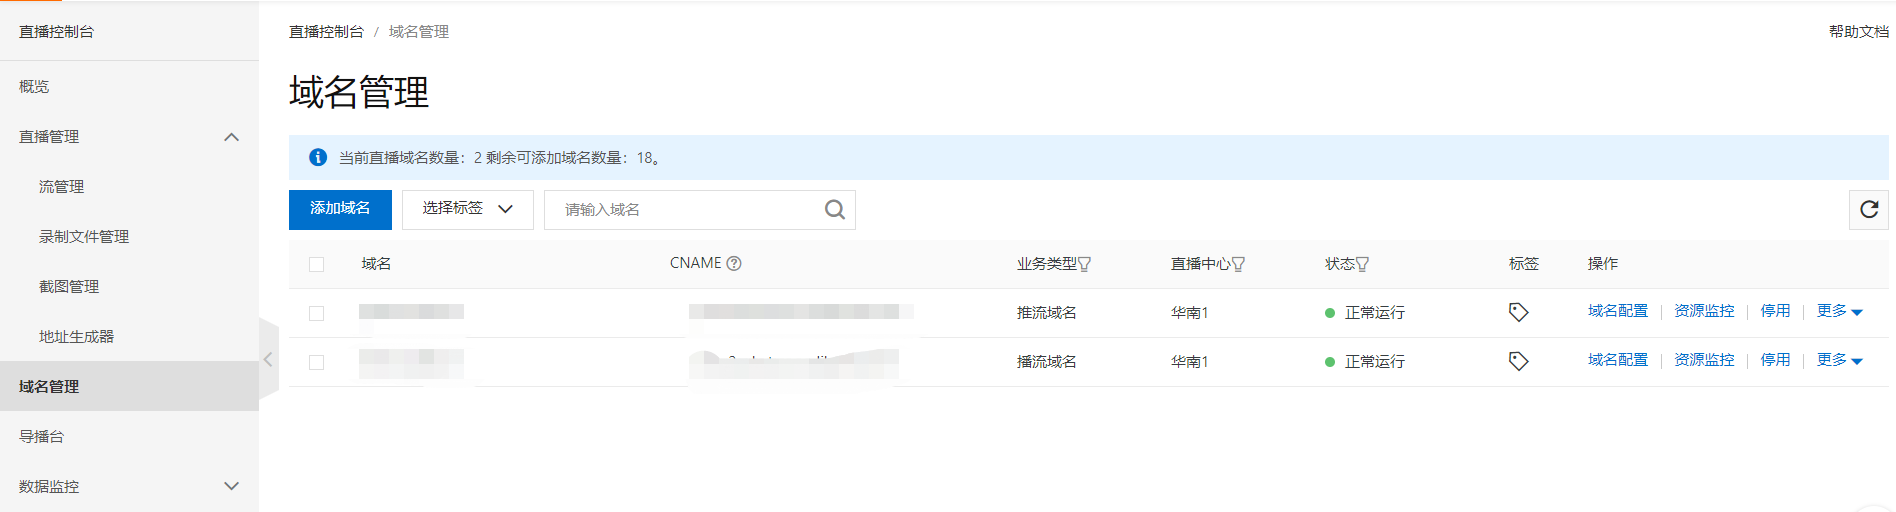 直播控制台
概览
直播管理
流管理
录制文件管理
截图管理
地址生成器
域名管理
导播台
数据监控
直播控制台 / 域名管理
帮助文档
域名管理
当前直播域名数量：2 剩余可添加域名数量：18。
添加域名 选择标签 请输入域名
域名 CNAME 业务类型 直播中心 状态 标签 操作
推流域名 华南1 正常运行 域名配置 资源监控 停用 更多
播流域名 华南1 正常运行 域名配置 资源监控 停用 更多